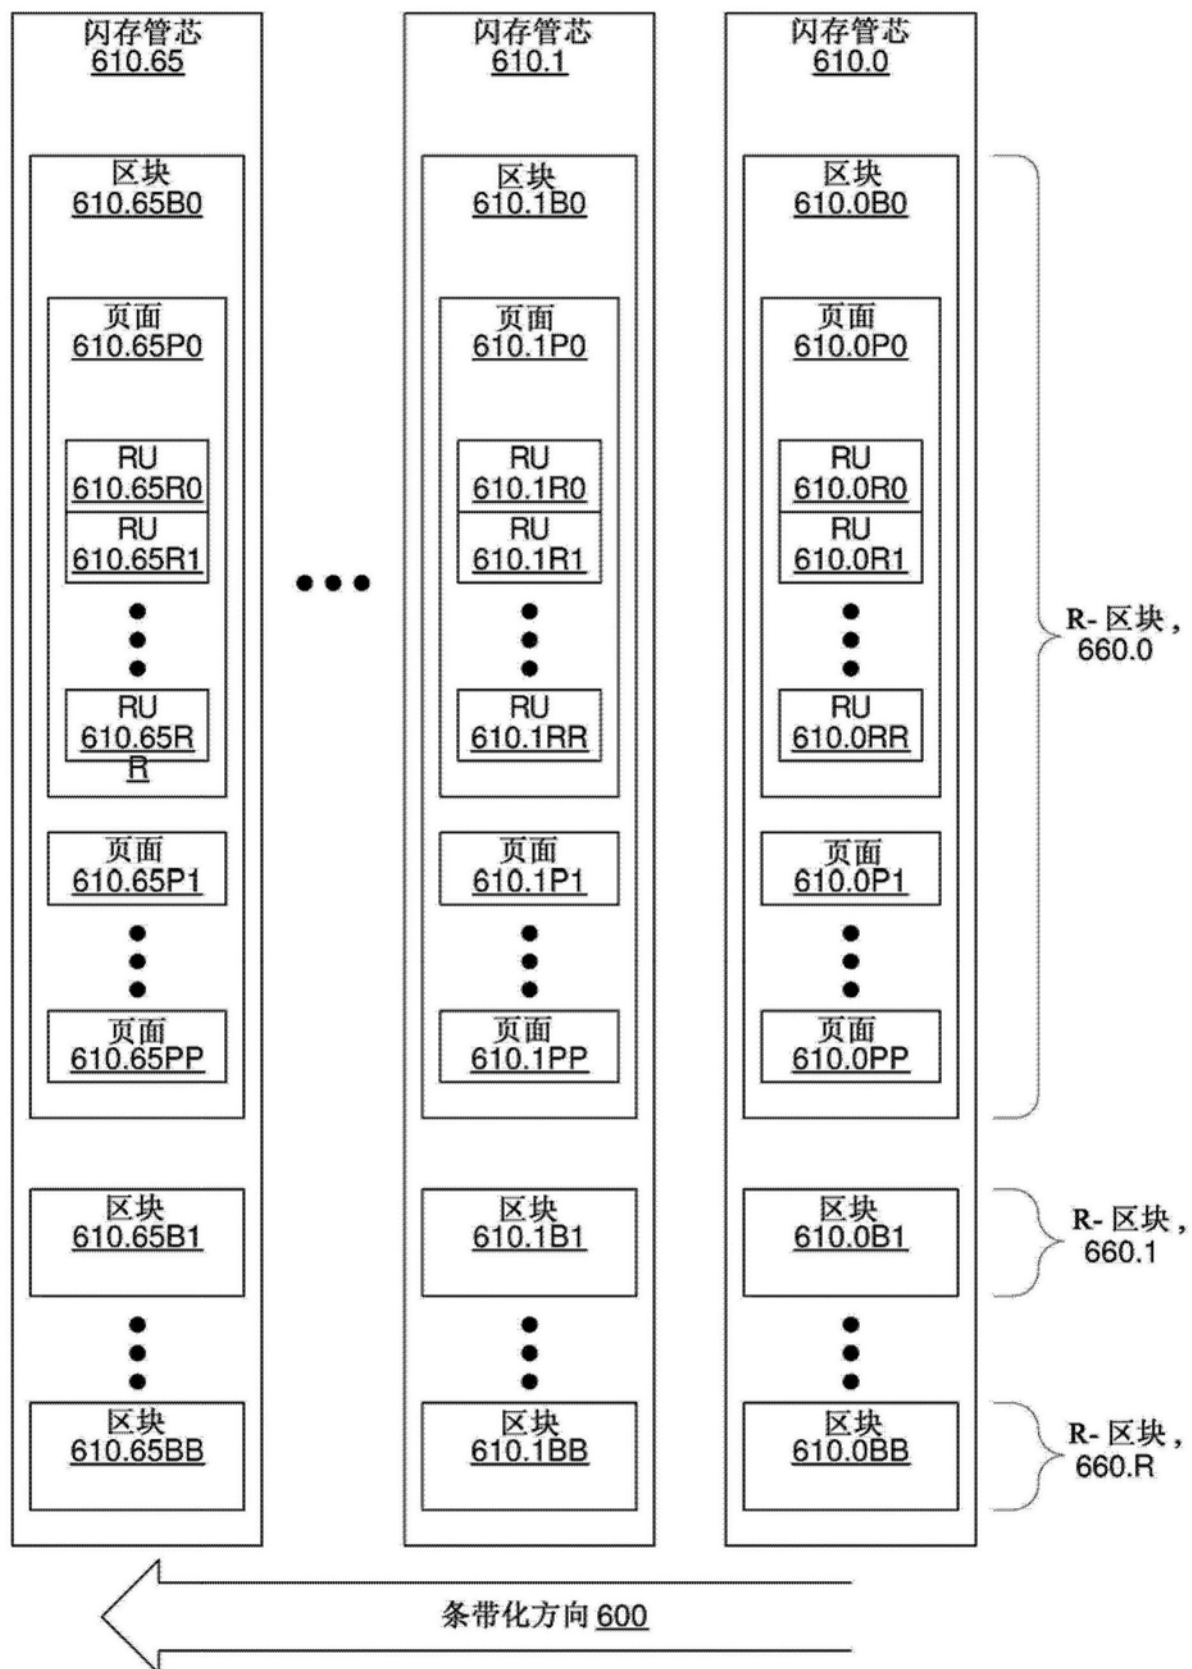 闪存管芯
610.65
区块
610.65B0
页面
610.65P0
RU
610.65R0
RU
610.65R1
RU
610.65R
R
页面
610.65P1
页面
610.65PP
区块
610.65B1
区块
610.65BB
闪存管芯
610.1
区块
610.1B0
页面
610.1P0
RU
610.1R0
RU
610.1R1
RU
610.1RR
页面
610.1P1
页面
610.1PP
区块
610.1B1
区块
610.1BB
闪存管芯
610.0
区块
610.0B0
页面
610.0P0
RU
610.0R0
RU
610.0R1
RU
610.0RR
页面
610.0P1
页面
610.0PP
区块
610.0B1
区块
610.0BB
R-区块，
660.0
R-区块，
660.1
R-区块，
660.R
条带化方向 600